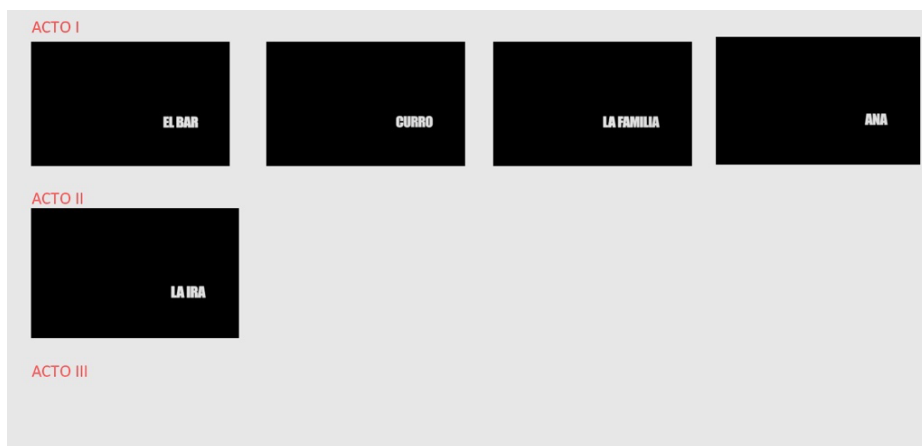 ACTO I
EL BAR
CURRO
LA FAMILIA
ANA
ACTO II
LA IRA
ACTO III